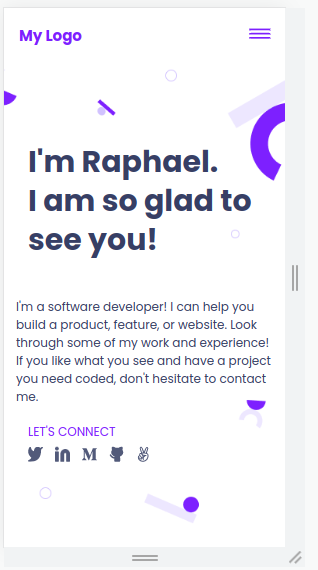 My Logo
I'm Raphael.
I am so glad to
see you!
I'm a software developer! I can help you
build a product, feature, or website. Look
through some of my work and experience!
If you like what you see and have a project
you need coded, don't hesitate to contact
me.
LET'S CONNECT